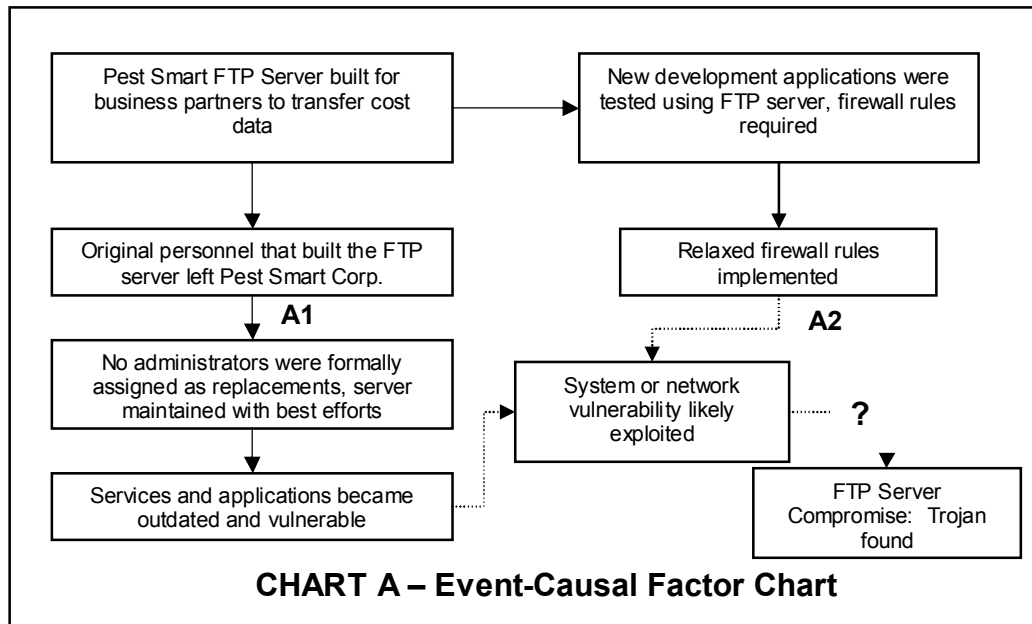 Pest Smart FTP Server built for
business partners to transfer cost
data
New development applications were
tested using FTP server, firewall rules
required
Original personnel that built the FTP
server left Pest Smart Corp.
Relaxed firewall rules
implemented
A1
A2
No administrators were formally
assigned as replacements, server
maintained with best efforts
System or network
vulnerability likely
exploited
?
Services and applications became
outdated and vulnerable
FTP Server
Compromise: Trojan
found
CHART A – Event-Causal Factor Chart